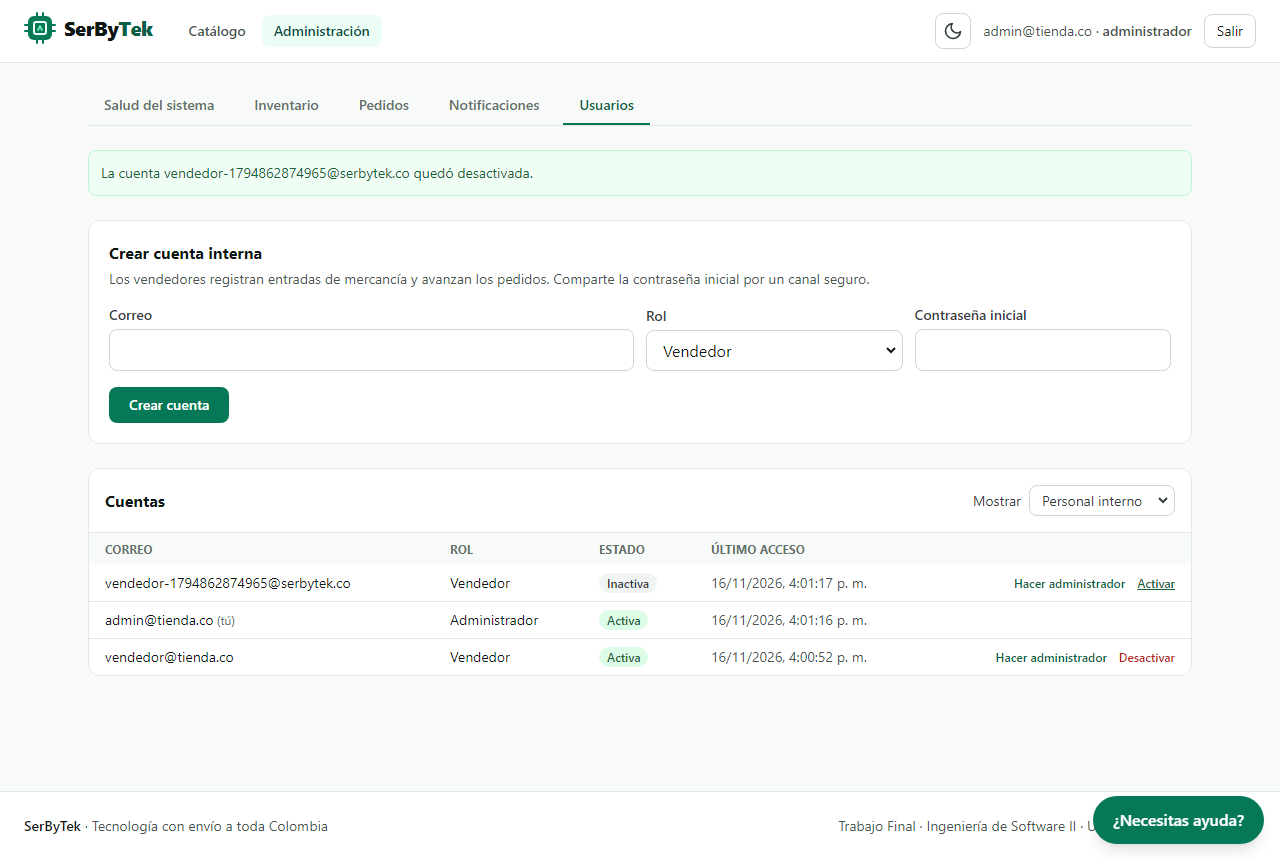 SerByTek Catálogo Administración admin@tienda.co · administrador Salir
Salud del sistema Inventario Pedidos Notificaciones Usuarios
La cuenta vendedor-1794862874965@serbytek.co quedó desactivada.
Crear cuenta interna
Los vendedores registran entradas de mercancía y avanzan los pedidos. Comparte la contraseña inicial por un canal seguro.
Correo Rol Contraseña inicial
Vendedor
Crear cuenta
Cuentas Mostrar Personal interno
CORREO ROL ESTADO ÚLTIMO ACCESO
vendedor-1794862874965@serbytek.co Vendedor Inactiva 16/11/2026, 4:01:17 p. m. Hacer administrador Activar
admin@tienda.co (tú) Administrador Activa 16/11/2026, 4:01:16 p. m.
vendedor@tienda.co Vendedor Activa 16/11/2026, 4:00:52 p. m. Hacer administrador Desactivar
SerByTek · Tecnología con envío a toda Colombia Trabajo Final · Ingeniería de Software II · ¿Necesitas ayuda?